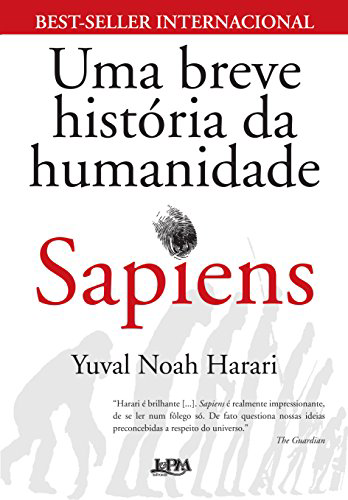 BEST-SELLER INTERNACIONAL
Uma breve
história da
humanidade
Sapiens
Yuval Noah Harari
“Harari é brilhante [...]. Sapiens é realmente impressionante,
de se ler num fôlego só. De fato questiona nossas ideias
preconcebidas a respeito do universo.”
The Guardian
L&PM
EDITORES